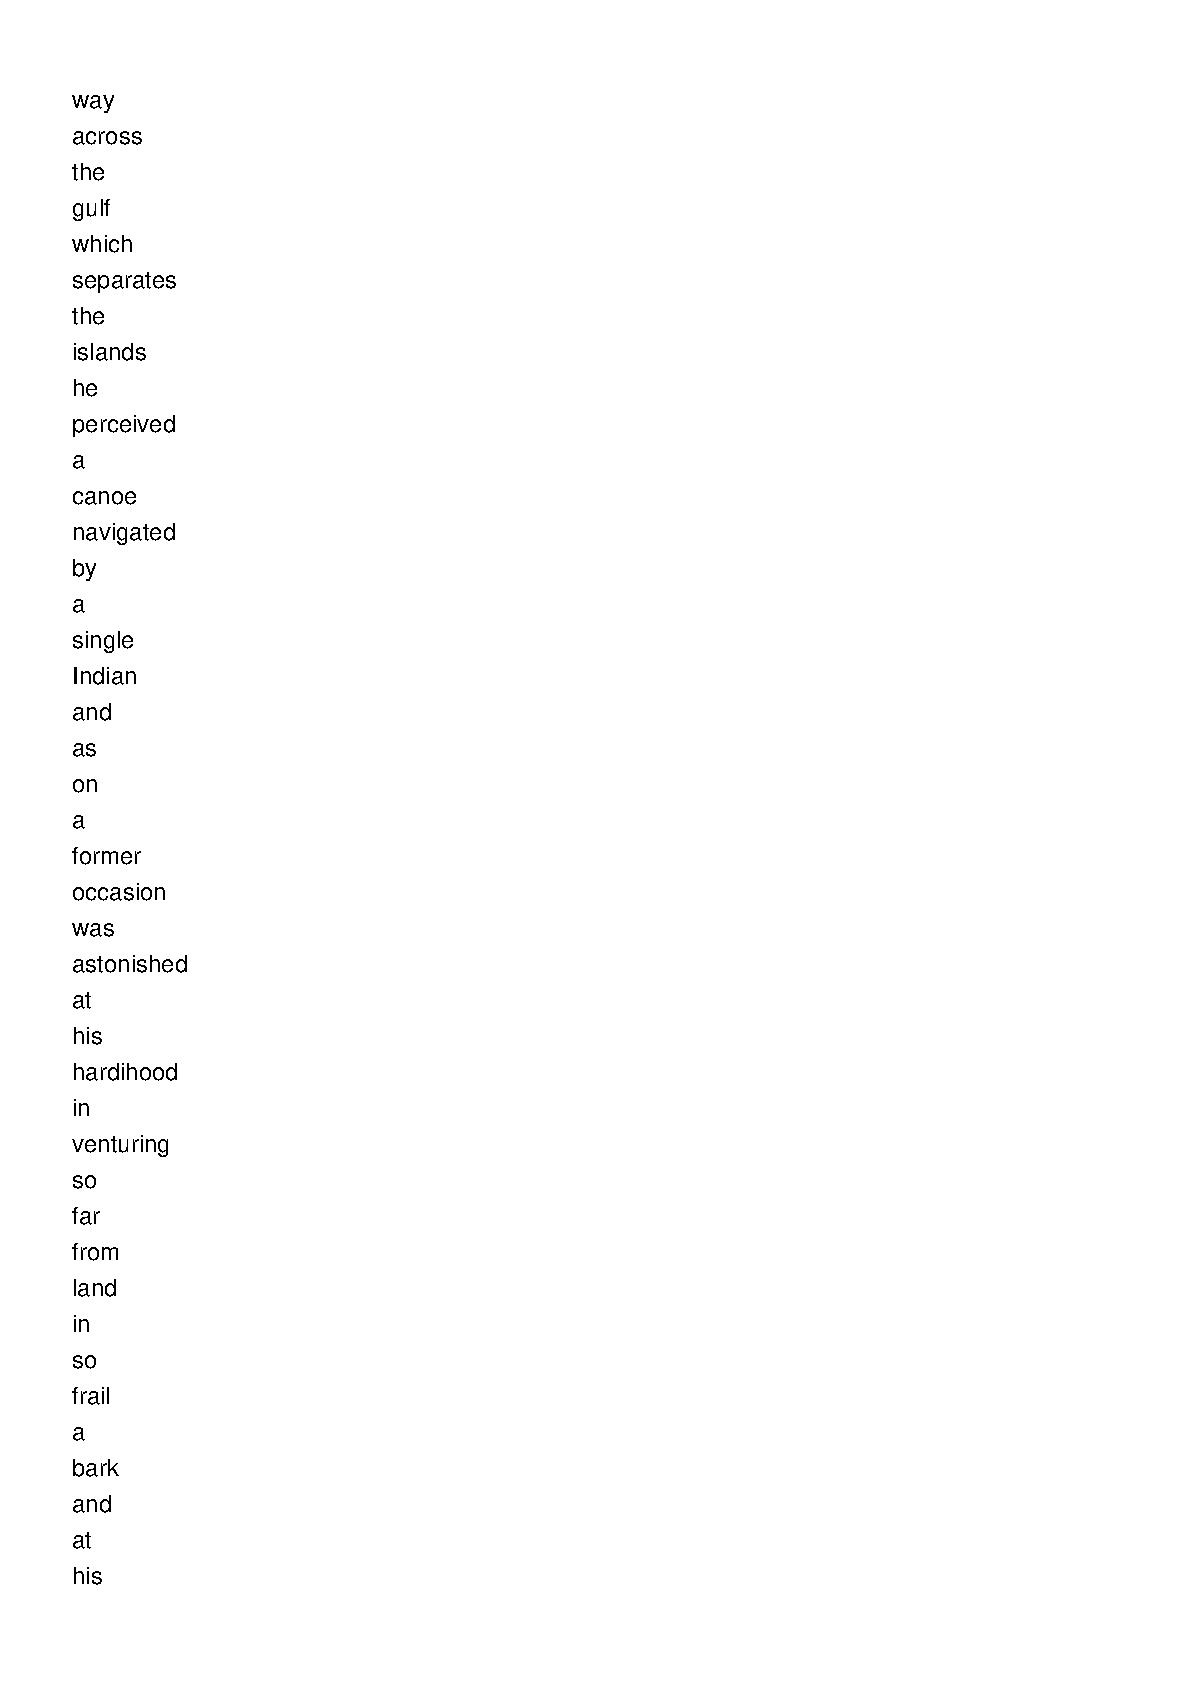 way
across
the
gulf
which
separates
the
islands
he
perceived
a
canoe
navigated
by
a
single
Indian
and
as
on
a
former
occasion
was
astonished
at
his
hardihood
in
venturing
so
far
from
land
in
so
frail
a
bark
and
at
his